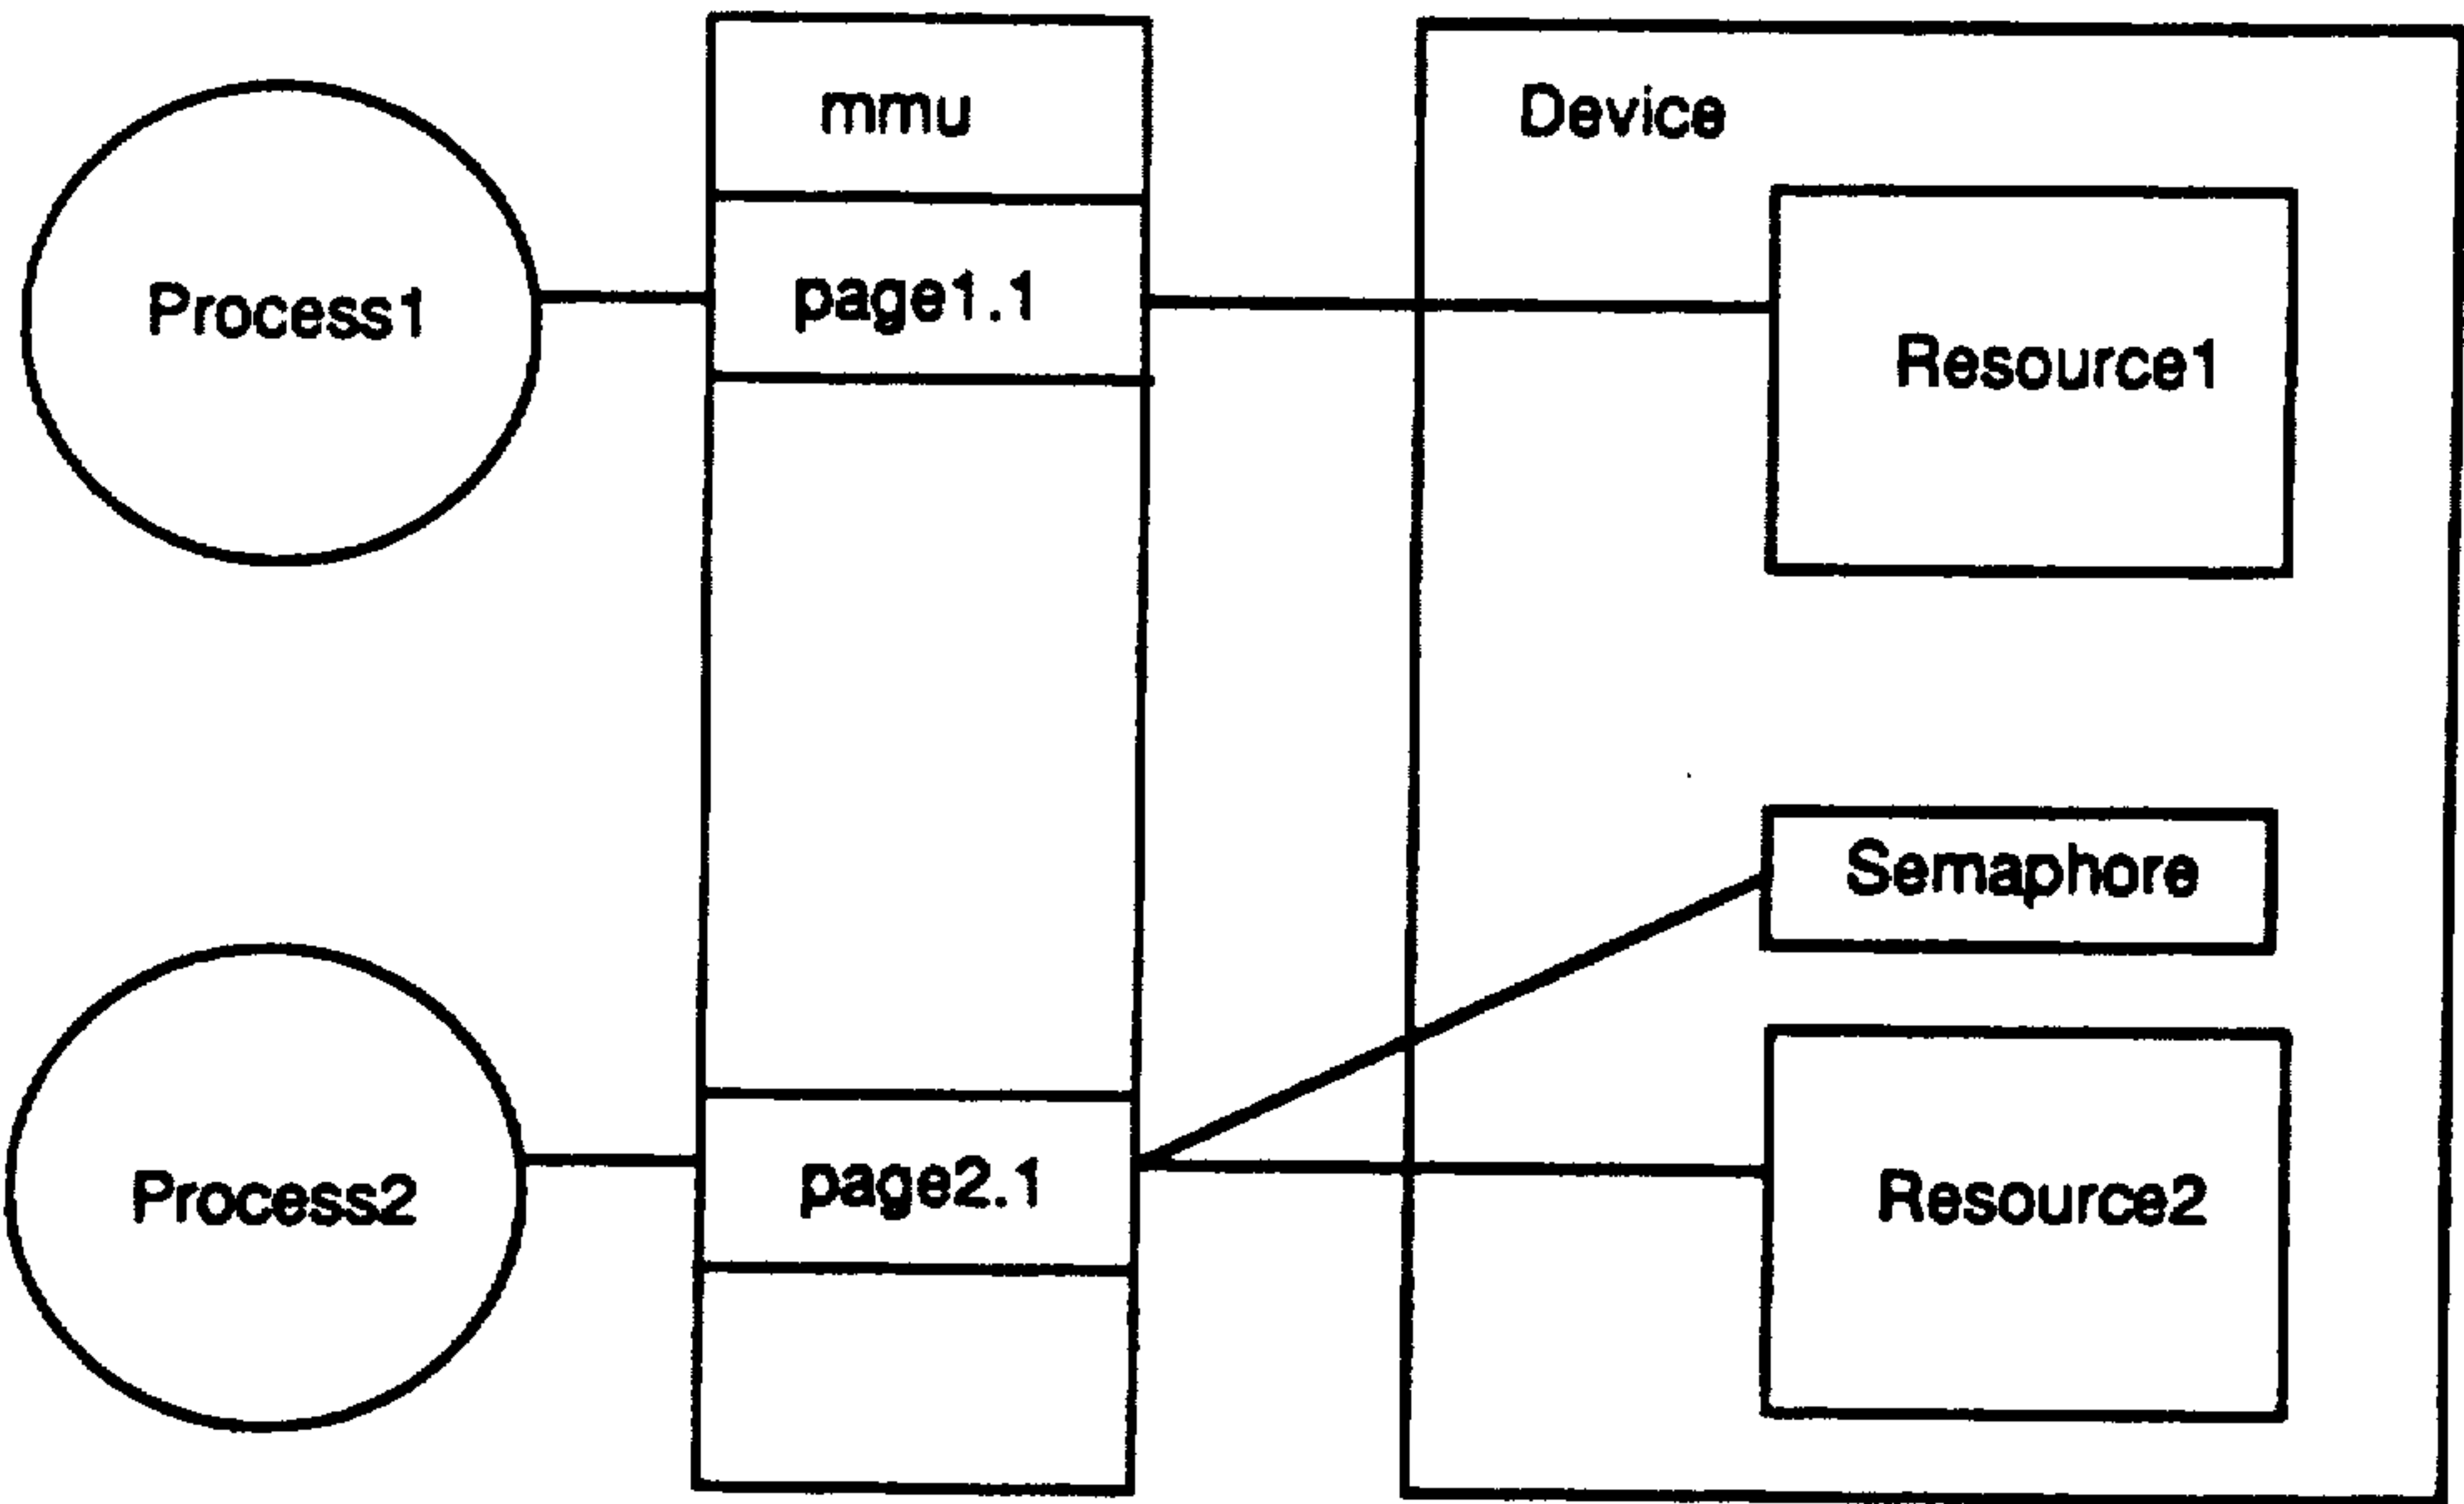 mmu
Device
page1.1
Process1
Resource1
Semaphore
page2.1
Process2
Resource2